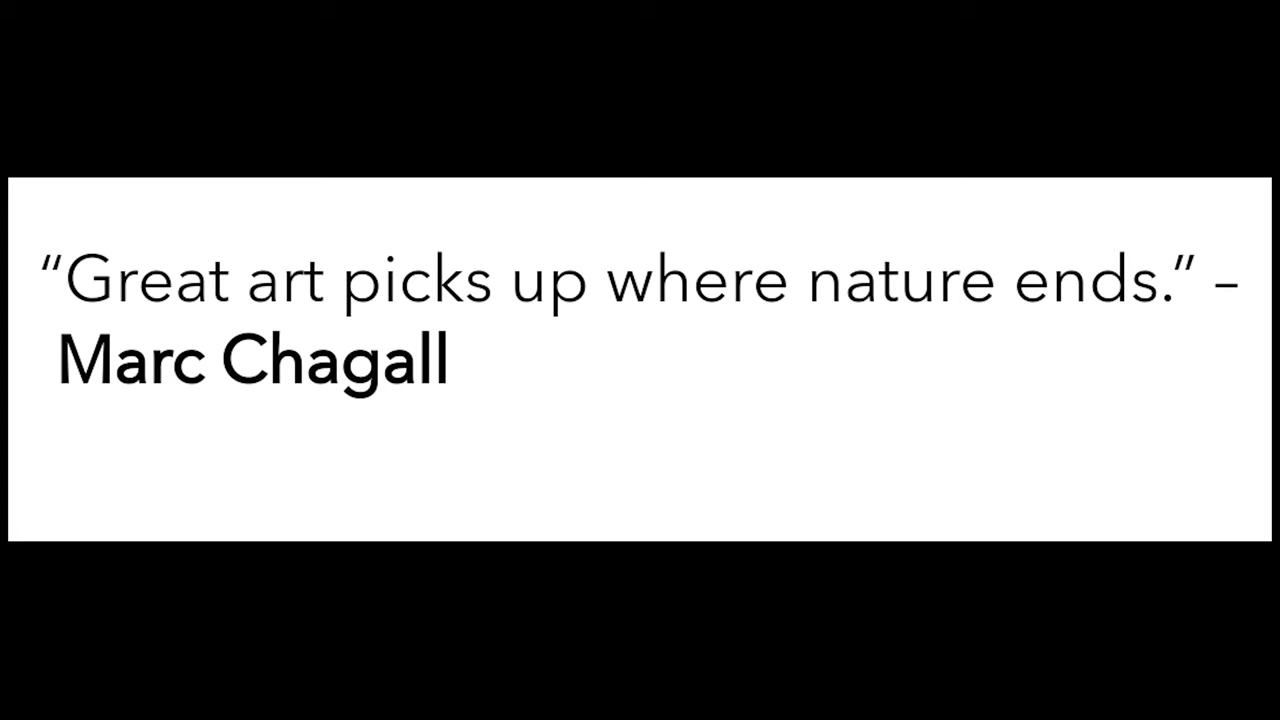 “Great art picks up where nature ends.” –
Marc Chagall